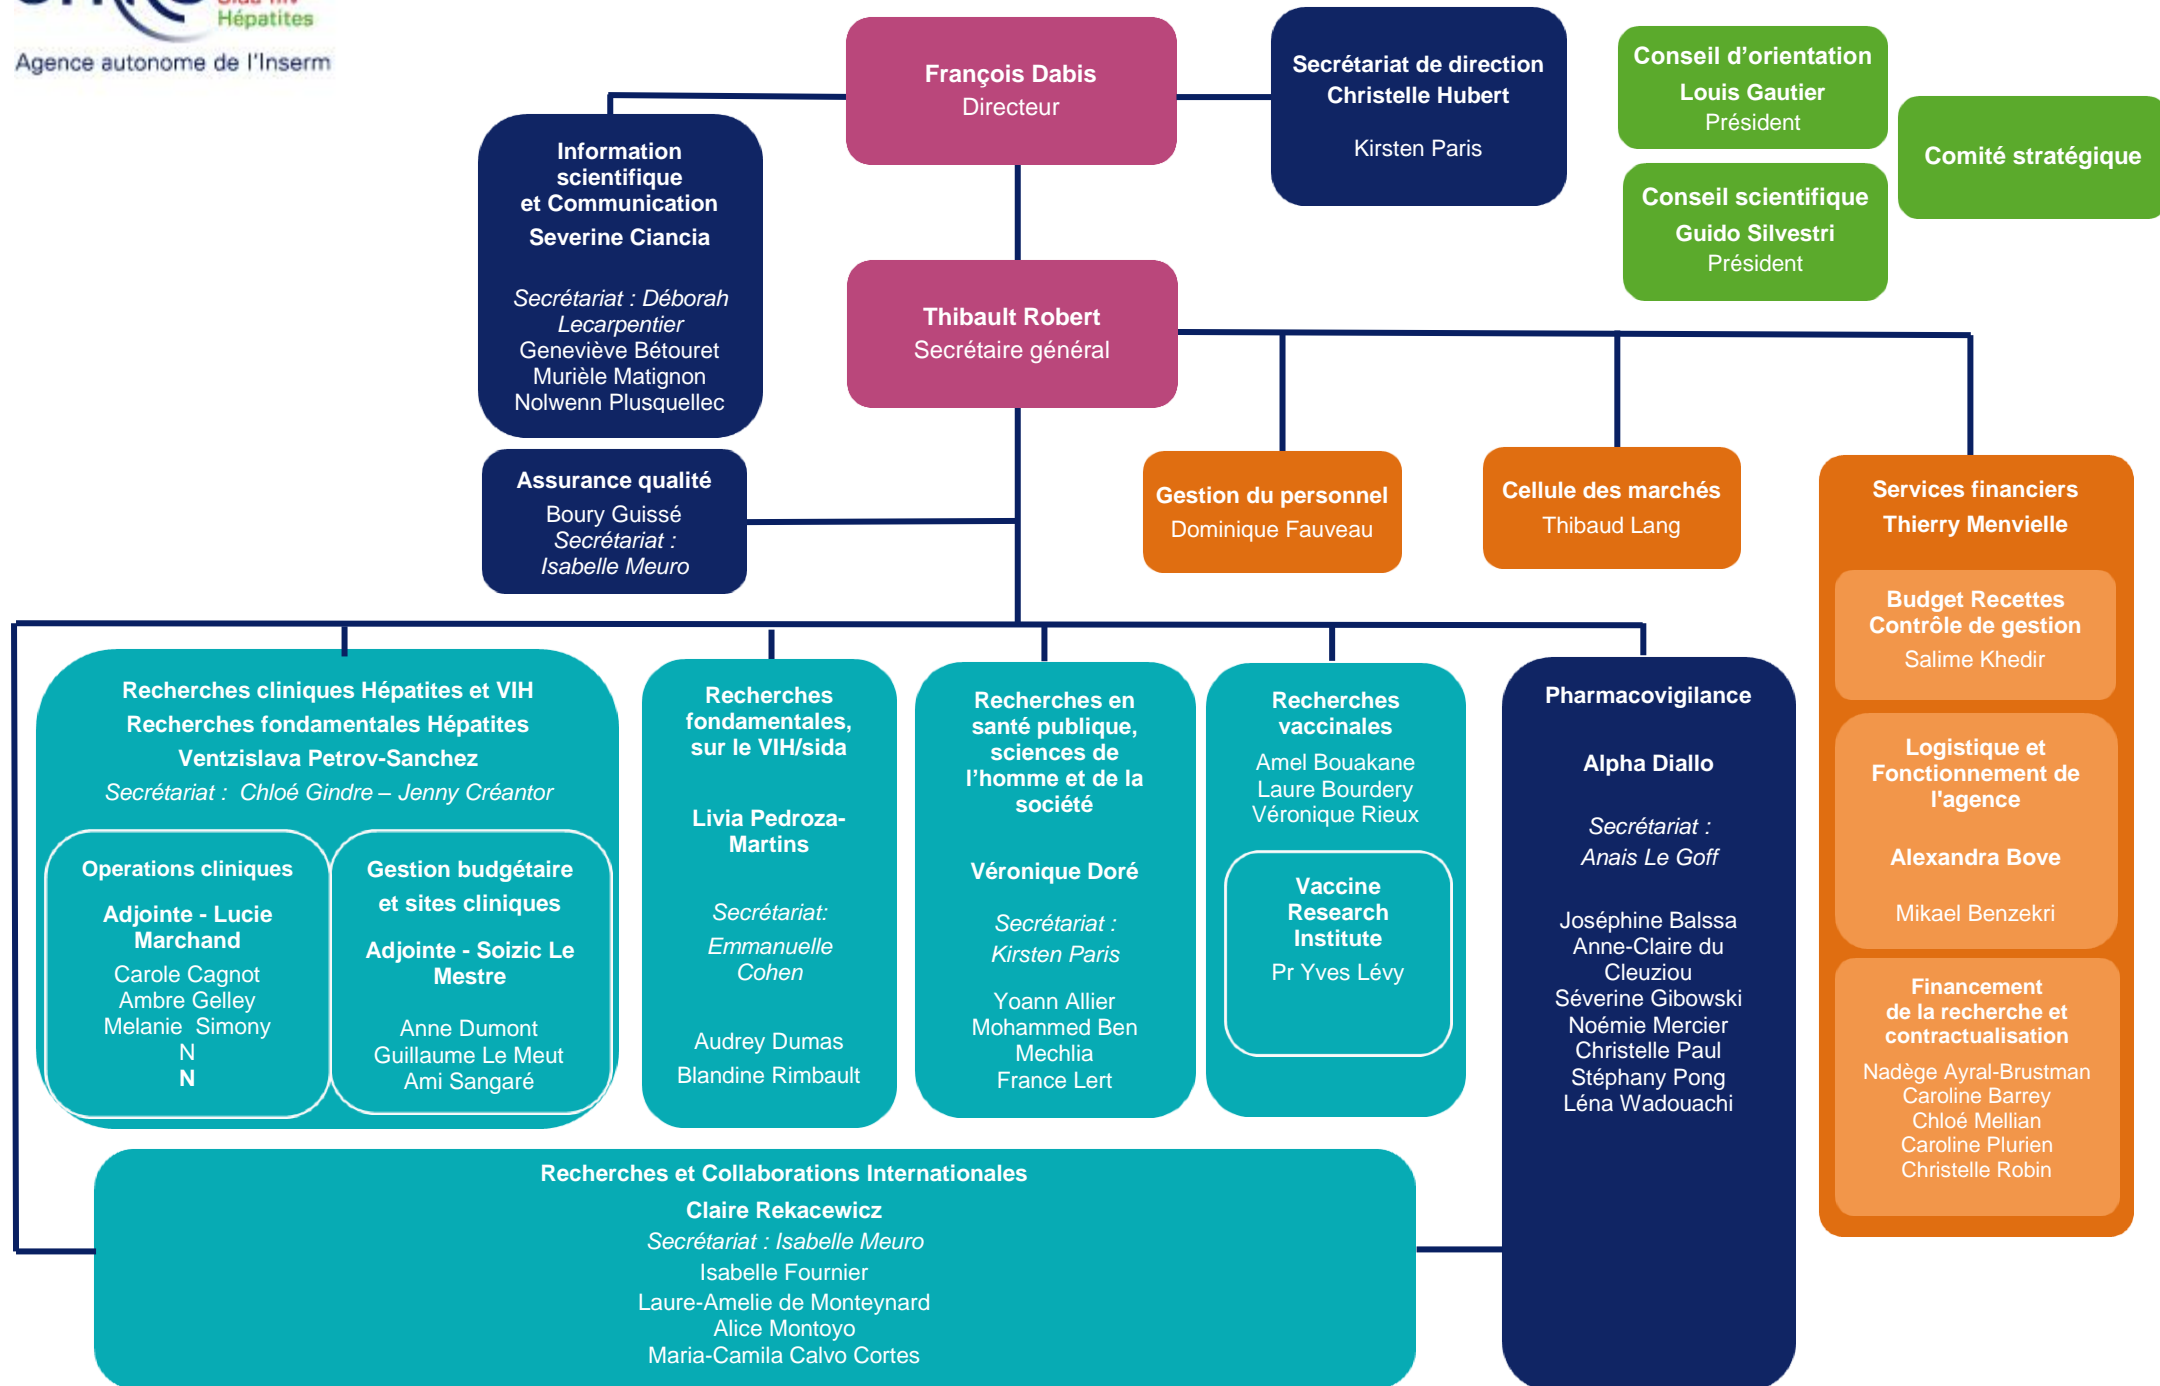 Hépatites
Agence autonome de l'Inserm
François Dabis
Directeur
Secrétariat de direction
Christelle Hubert
Kirsten Paris
Conseil d'orientation
Louis Gautier
Président
Comité stratégique
Conseil scientifique
Guido Silvestri
Président
Information
scientifique
et Communication
Severine Ciancia
Secrétariat : Déborah
Lecarpentier
Geneviève Bétouret
Murièle Matignon
Nolwenn Plusquellec
Thibault Robert
Secrétaire général
Assurance qualité
Boury Guissé
Secrétariat :
Isabelle Meuro
Gestion du personnel
Dominique Fauveau
Cellule des marchés
Thibaud Lang
Services financiers
Thierry Menvielle
Budget Recettes
Contrôle de gestion
Salime Khedir
Logistique et
Fonctionnement de
l'agence
Alexandra Bove
Mikael Benzekri
Financement
de la recherche et
contractualisation
Nadège Ayral-Brustman
Caroline Barrey
Chloé Mellian
Caroline Plurien
Christelle Robin
Recherches cliniques Hépatites et VIH
Recherches fondamentales Hépatites
Ventzislava Petrov-Sanchez
Secrétariat : Chloé Gindre – Jenny Créantor
Operations cliniques
Adjointe - Lucie
Marchand
Carole Cagnot
Ambre Gelley
Melanie Simony
N
N
Gestion budgétaire
et sites cliniques
Adjointe - Soizic Le
Mestre
Anne Dumont
Guillaume Le Meut
Ami Sangaré
Recherches
fondamentales,
sur le VIH/sida
Livia Pedroza-
Martins
Secrétariat:
Emmanuelle
Cohen
Audrey Dumas
Blandine Rimbault
Recherches en
santé publique,
sciences de
l’homme et de la
société
Véronique Doré
Secrétariat :
Kirsten Paris
Yoann Allier
Mohammed Ben
Mechlia
France Lert
Recherches
vaccinales
Amel Bouakane
Laure Bourdery
Véronique Rieux
Vaccine
Research
Institute
Pr Yves Lévy
Pharmacovigilance
Alpha Diallo
Secrétariat :
Anais Le Goff
Joséphine Balssa
Anne-Claire du
Cleuziou
Séverine Gibowski
Noémie Mercier
Christelle Paul
Stéphany Pong
Léna Wadouachi
Recherches et Collaborations Internationales
Claire Rekacewicz
Secrétariat : Isabelle Meuro
Isabelle Fournier
Laure-Amelie de Monteynard
Alice Montoyo
Maria-Camila Calvo Cortes